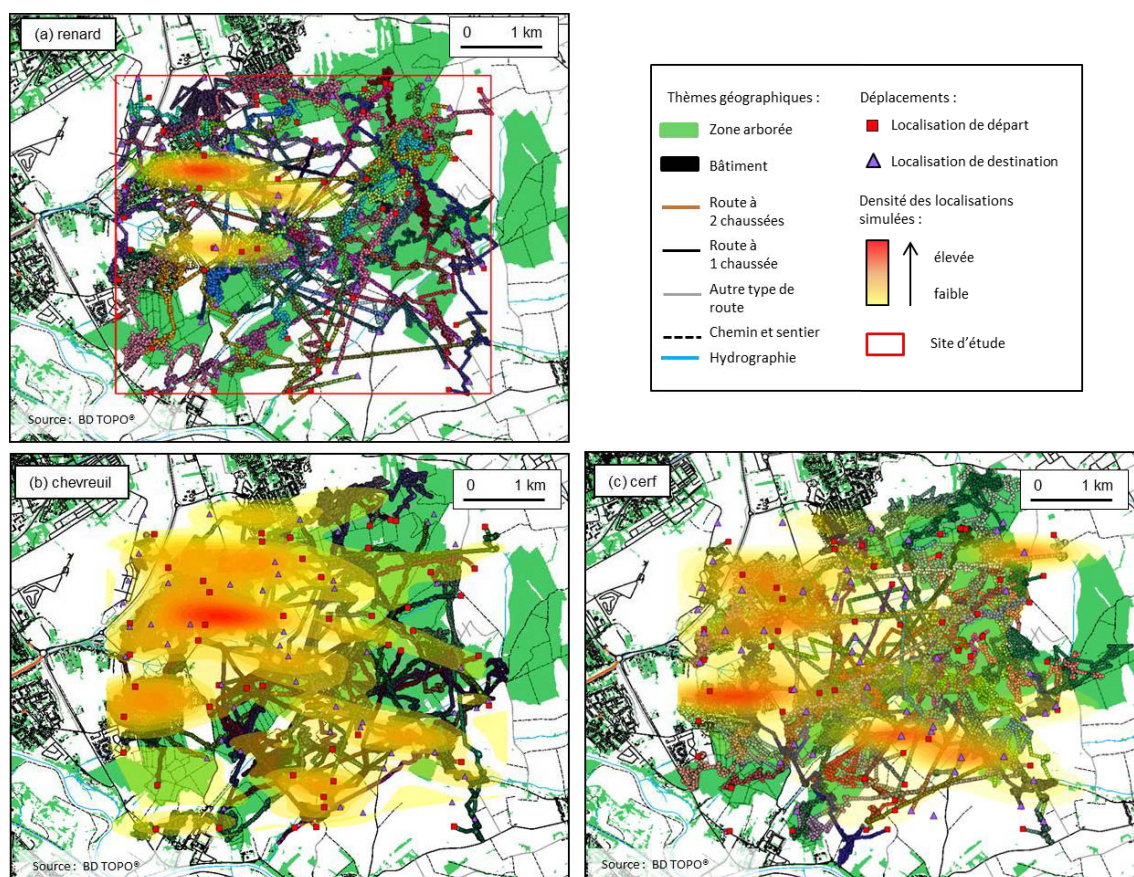 (a) renard
0 1 km
Source : BD TOPO®
Thèmes géographiques :
Zone arborée
Bâtiment
Route à
2 chaussées
Route à
1 chaussée
Autre type de
route
Chemin et sentier
Hydrographie
Déplacements :
Localisation de départ
Localisation de destination
Densité des localisations
simulées :
élevée
faible
Site d'étude
(b) chevreuil
0 1 km
Source : BD TOPO®
(c) cerf
0 1 km
Source : BD TOPO®